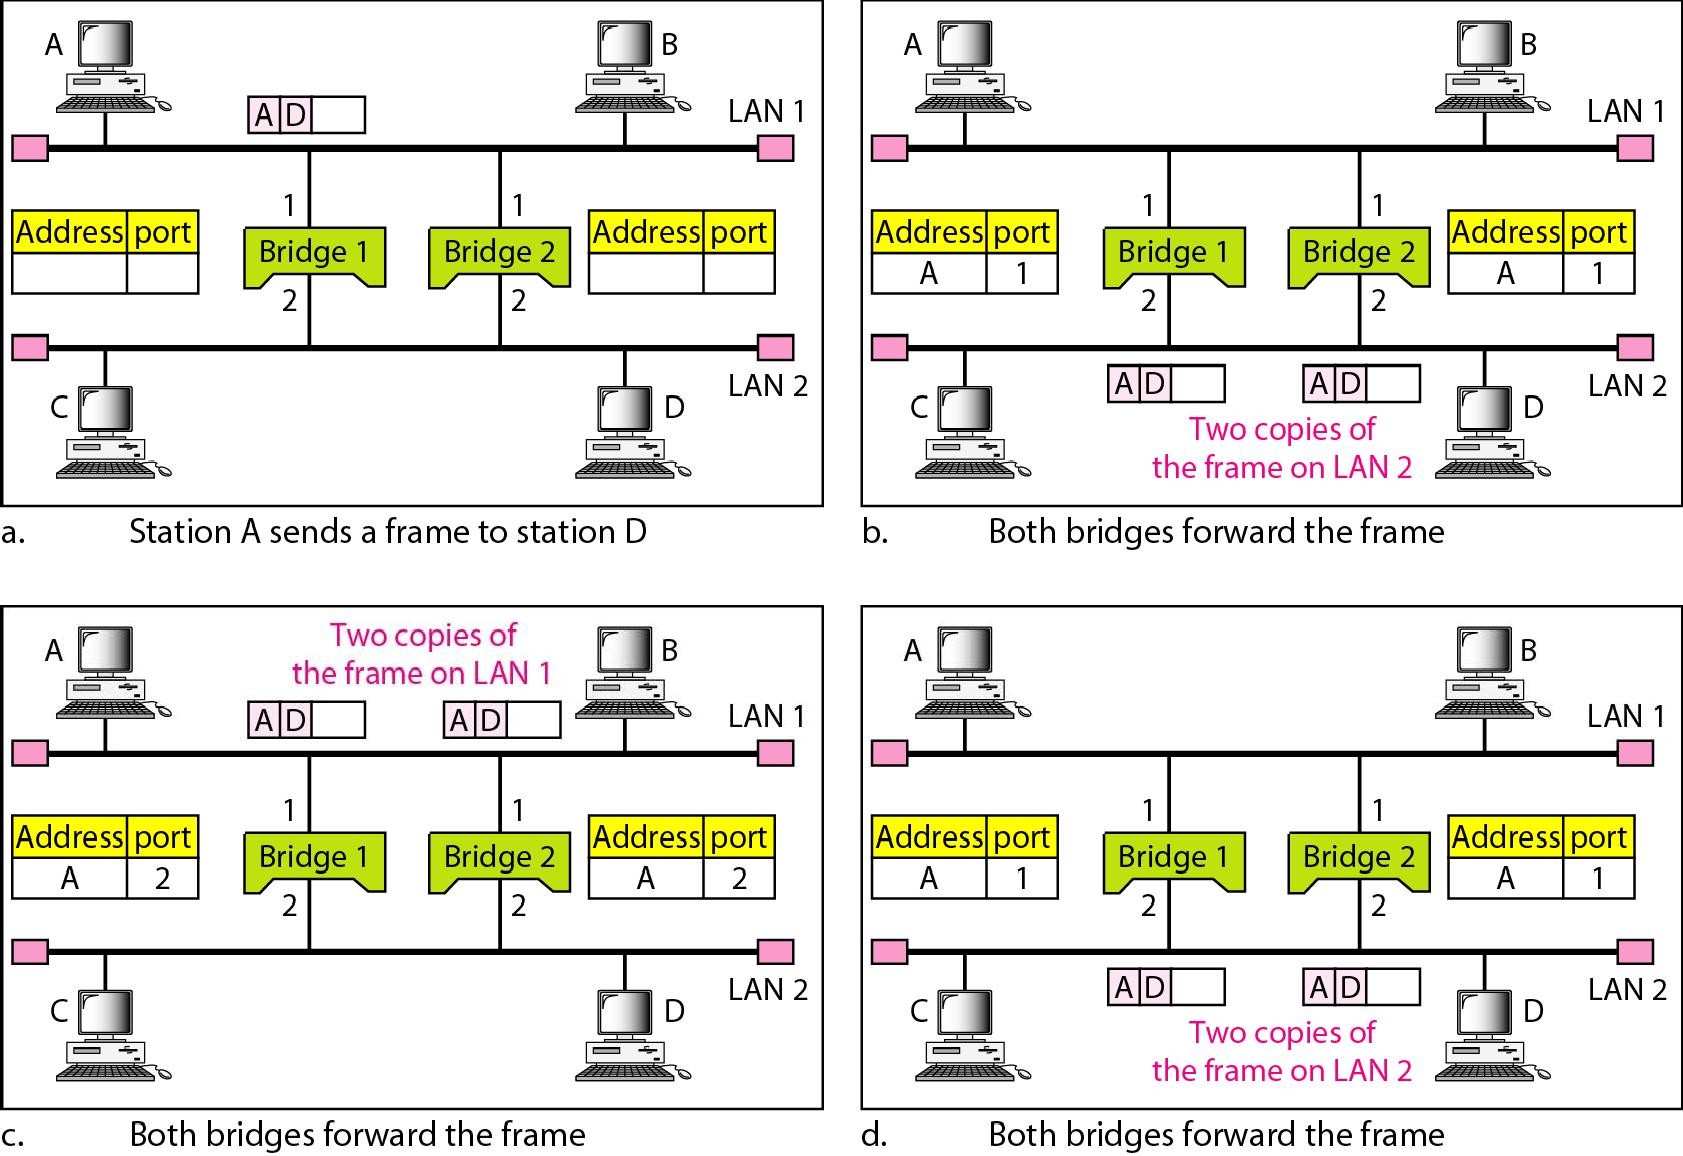 A
B
A D
LAN 1
1
1
Address port
Bridge 1
Bridge 2
Address port
2
2
C
D
LAN 2
a. Station A sends a frame to station D
A
B
LAN 1
1
1
Address port
A 1
Bridge 1
Bridge 2
Address port
A 1
2
2
A D
A D
C
D
LAN 2
Two copies of
the frame on LAN 2
b. Both bridges forward the frame
Two copies of
the frame on LAN 1
A
B
A D
A D
LAN 1
1
1
Address port
A 2
Bridge 1
Bridge 2
Address port
A 2
2
2
C
D
LAN 2
c. Both bridges forward the frame
A
B
LAN 1
1
1
Address port
A 1
Bridge 1
Bridge 2
Address port
A 1
2
2
A D
A D
C
D
LAN 2
Two copies of
the frame on LAN 2
d. Both bridges forward the frame